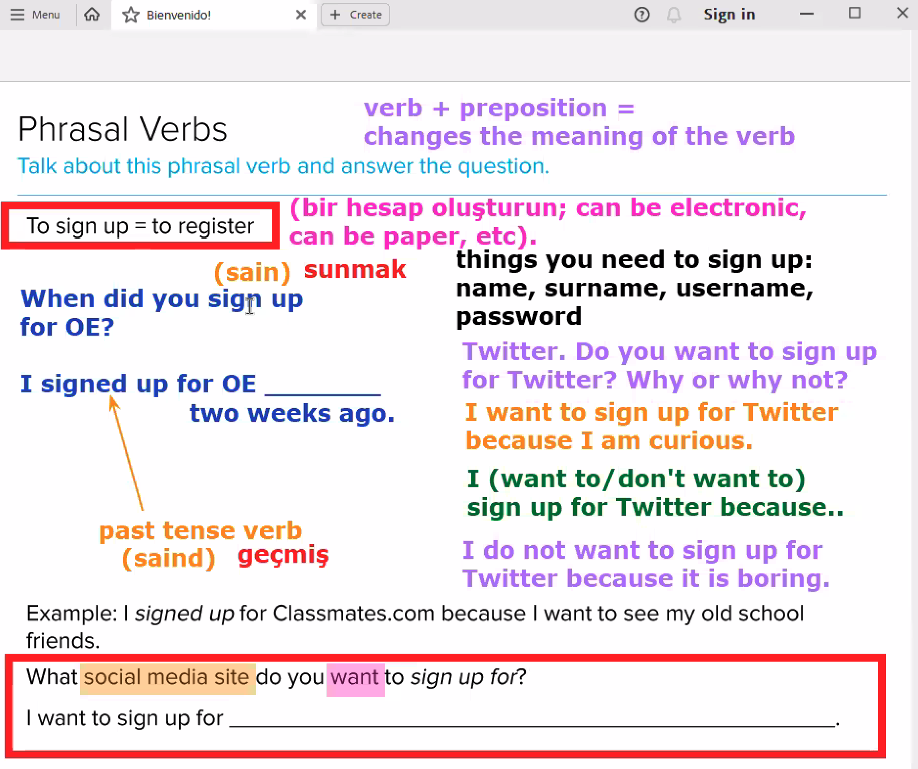 Menu
Bienvenido!
Create
Sign in
verb + preposition =
changes the meaning of the verb
Phrasal Verbs
Talk about this phrasal verb and answer the question.
To sign up = to register
(bir hesap oluşturun; can be electronic,
can be paper, etc).
(sain) sunmak
When did you sign up
for OE?
I signed up for OE ________
two weeks ago.
past tense verb
(saind) geçmiş
things you need to sign up:
name, surname, username,
password
Twitter. Do you want to sign up
for Twitter? Why or why not?
I want to sign up for Twitter
because I am curious.
I (want to/don't want to)
sign up for Twitter because..
I do not want to sign up for
Twitter because it is boring.
Example: I signed up for Classmates.com because I want to see my old school
friends.
What social media site do you want to sign up for?
I want to sign up for ________________________________.